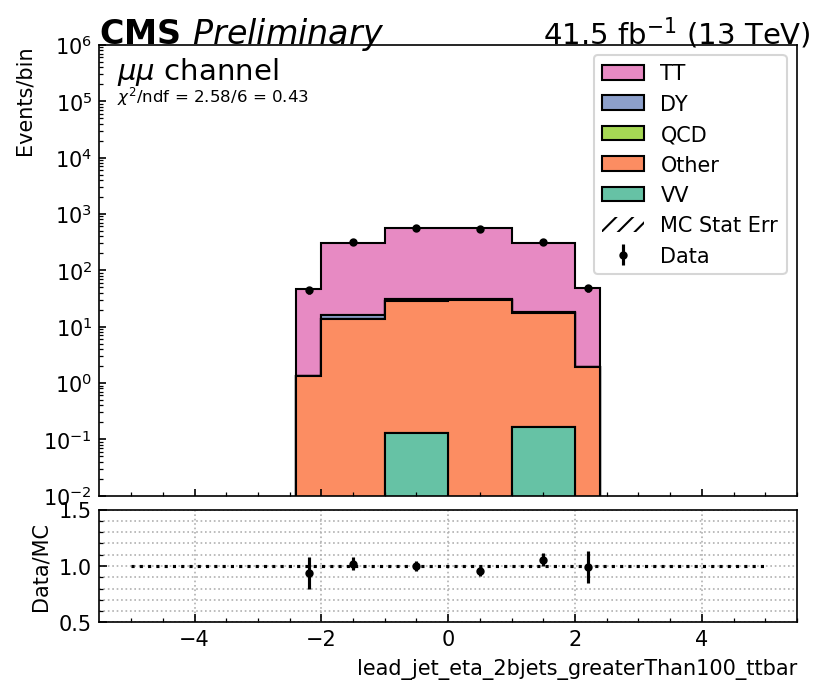 CMS Preliminary 41.5 fb⁻¹ (13 TeV)
μμ channel
χ²/ndf = 2.58/6 = 0.43
TT
DY
QCD
Other
VV
MC Stat Err
Data
Events/bin
10⁶
10⁵
10⁴
10³
10²
10¹
10⁰
10⁻¹
10⁻²
Data/MC
1.5
1.0
0.5
−4 −2 0 2 4
lead_jet_eta_2bjets_greaterThan100_ttbar